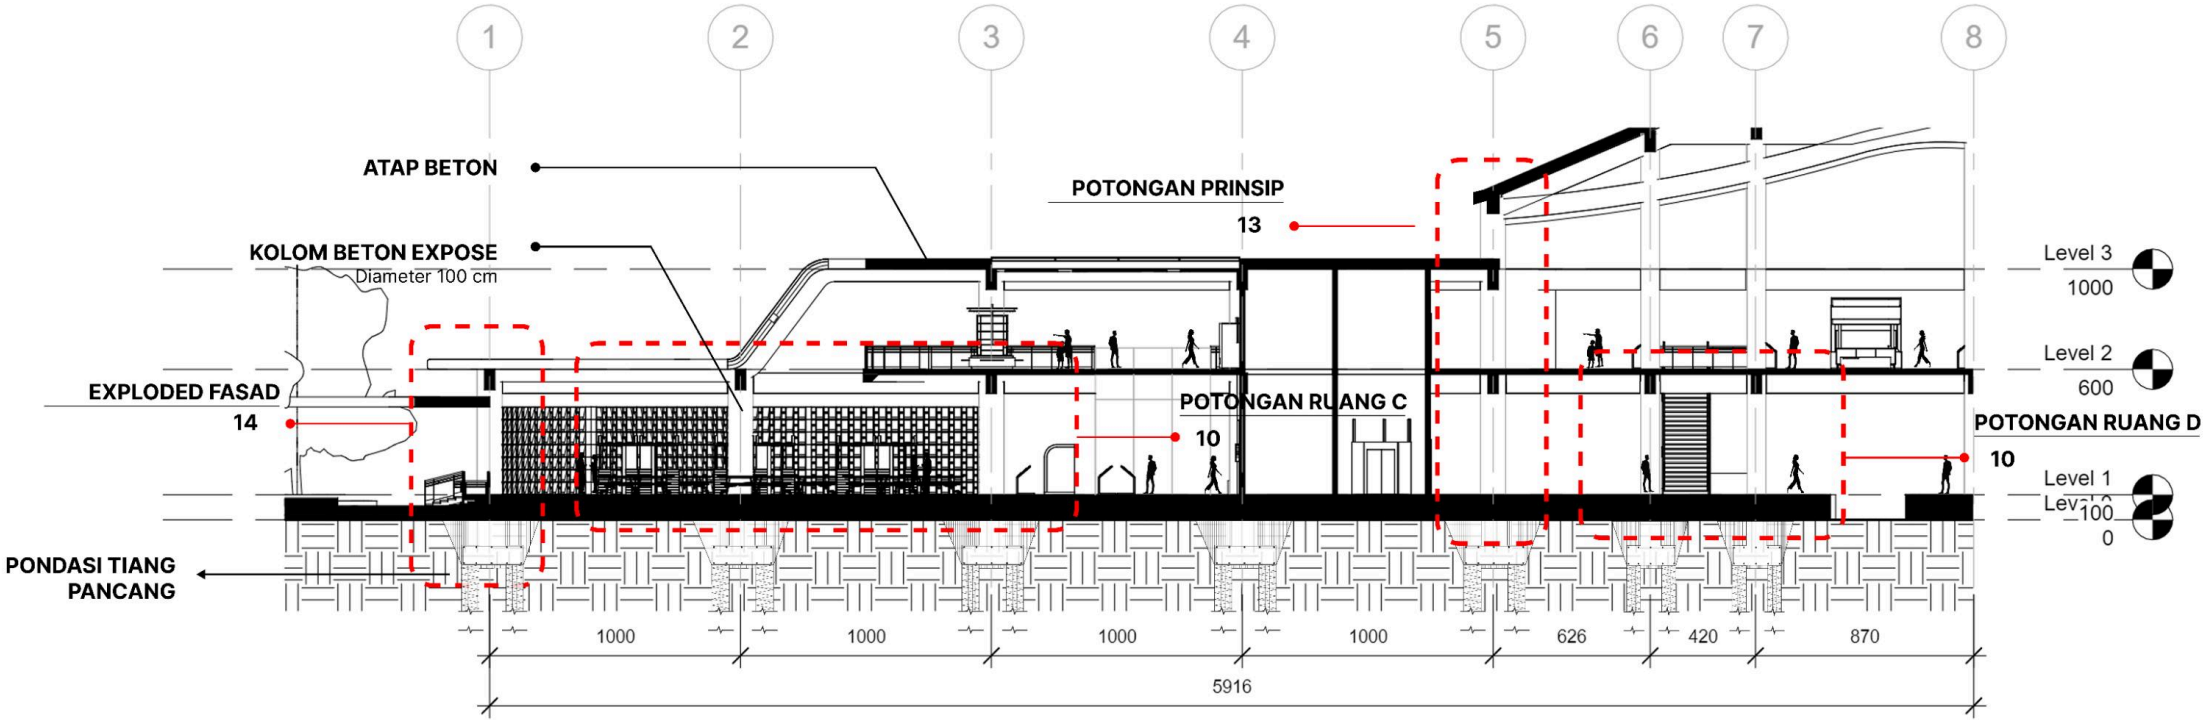 1 2 3 4 5 6 7 8
ATAP BETON
POTONGAN PRINSIP
13
KOLOM BETON EXPOSE
Diameter 100 cm
Level 3
1000
Level 2
600
EXPLODED FASAD
14
POTONGAN RUANG C
10
POTONGAN RUANG D
10
Level 1
100
0
PONDASI TIANG
PANCANG
1000 1000 1000 1000 626 420 870
5916